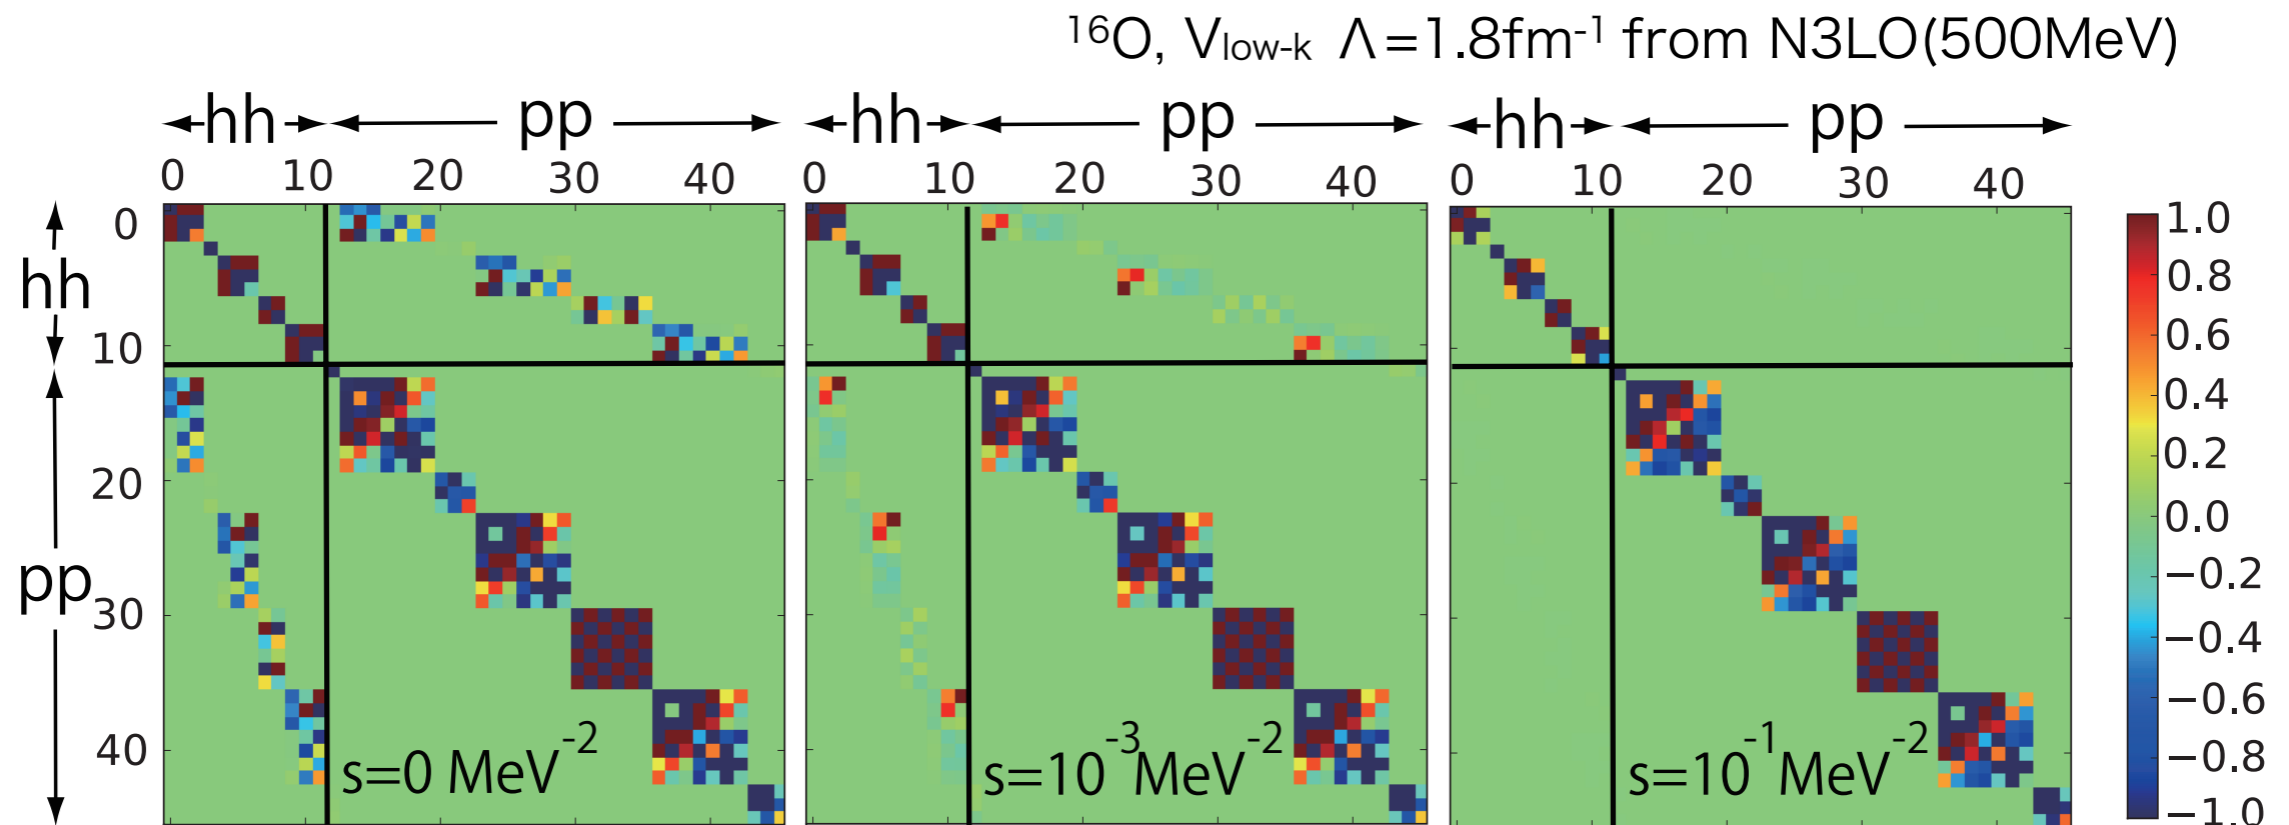 16O, Vlow-k Λ=1.8fm-1 from N3LO(500MeV)
hh pp hh pp hh pp
0 10 20 30 40 0 10 20 30 40 0 10 20 30 40
hh
pp
0
10
20
30
40
s=0 MeV-2
s=10-3MeV-2
s=10-1MeV-2
1.0
0.8
0.6
0.4
0.2
0.0
−0.2
−0.4
−0.6
−0.8
−1.0